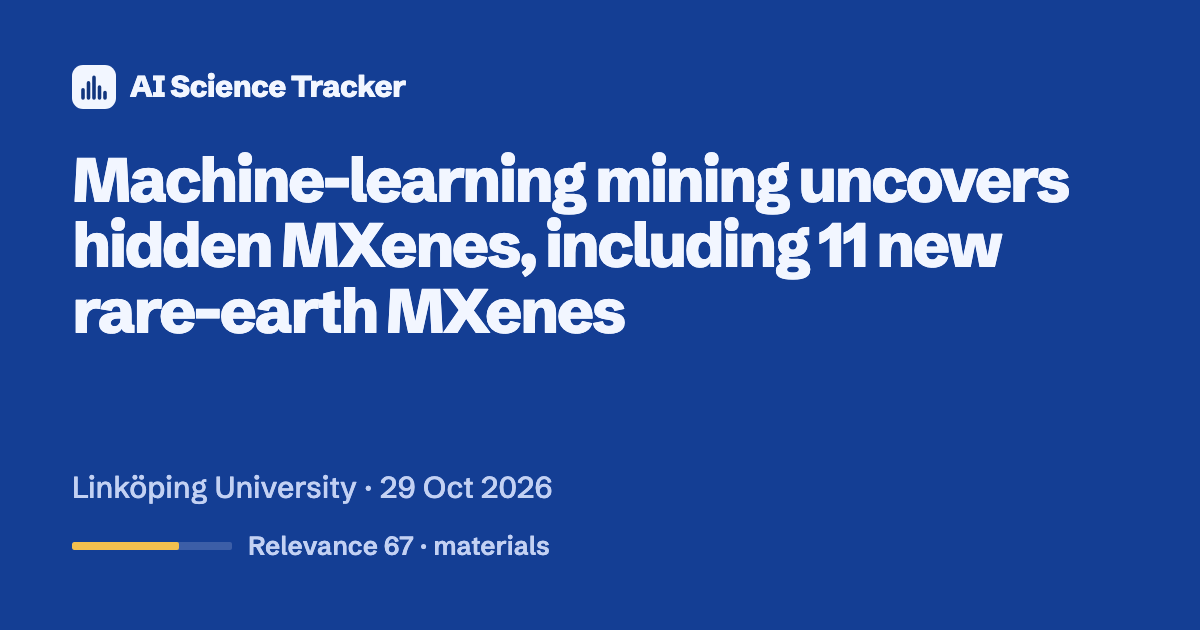 AI Science Tracker
Machine-learning mining uncovers
hidden MXenes, including 11 new
rare-earth MXenes
Linköping University · 29 Oct 2026
Relevance 67 · materials